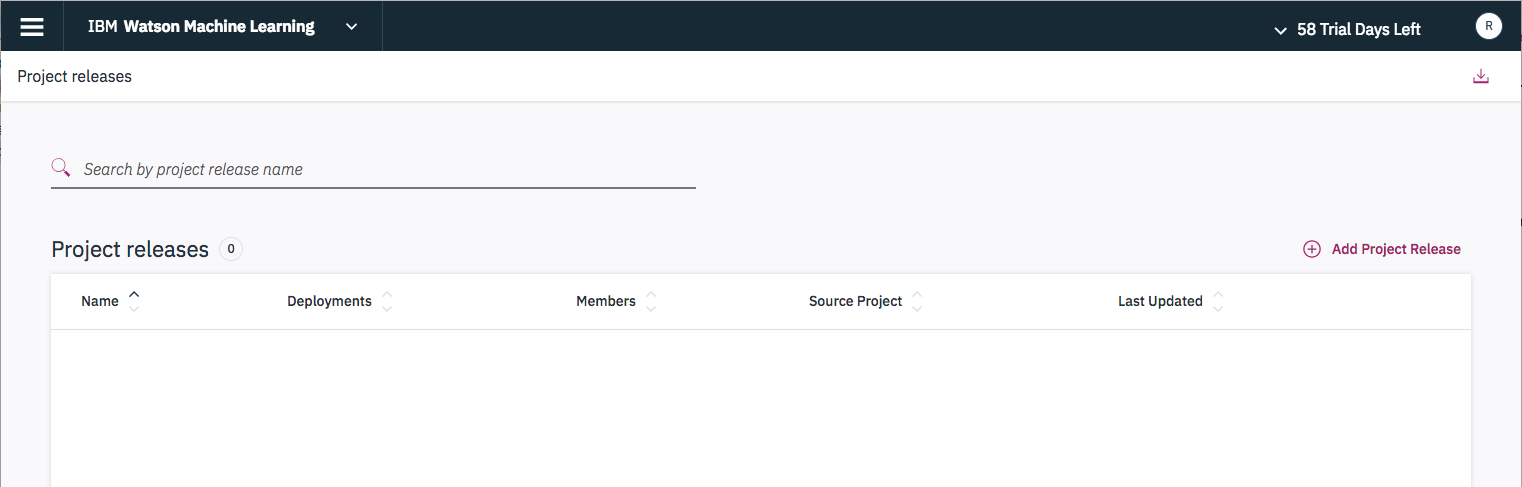 IBM Watson Machine Learning
58 Trial Days Left
R
Project releases
Search by project release name
Project releases 0
Add Project Release
Name Deployments Members Source Project Last Updated